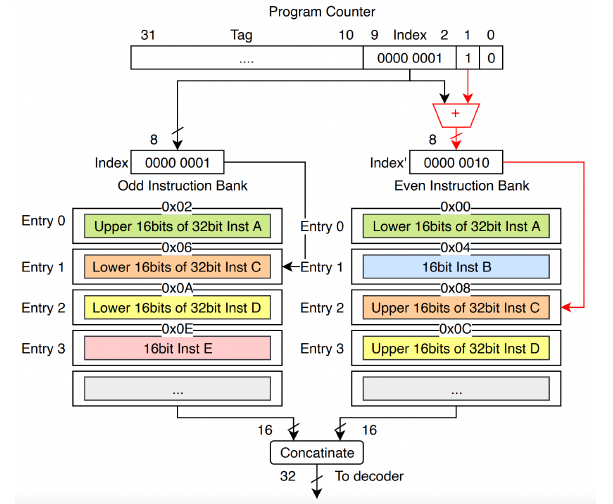 Program Counter
31 Tag 10 9 Index 2 1 0
.... 0000 0001 1 0
+
8 8
Index 0000 0001 Index' 0000 0010
Odd Instruction Bank Even Instruction Bank
0x02 0x00
Entry 0 Upper 16bits of 32bit Inst A Entry 0 Lower 16bits of 32bit Inst A
0x06 0x04
Entry 1 Lower 16bits of 32bit Inst C Entry 1 16bit Inst B
0x0A 0x08
Entry 2 Lower 16bits of 32bit Inst D Entry 2 Upper 16bits of 32bit Inst C
0x0E 0x0C
Entry 3 16bit Inst E Entry 3 Upper 16bits of 32bit Inst D
... ...
16 16
Concatinate
32 To decoder